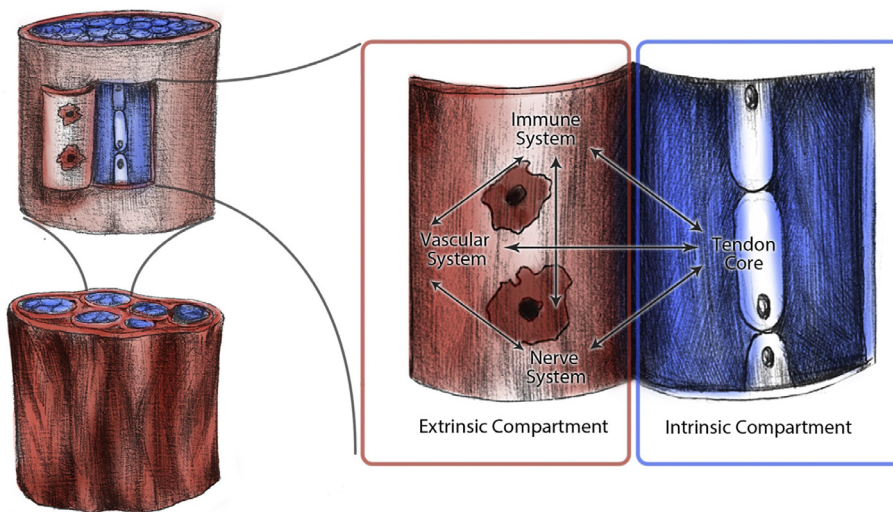 Immune
System
Vascular
System
Tendon
Core
Nerve
System
Extrinsic Compartment
Intrinsic Compartment